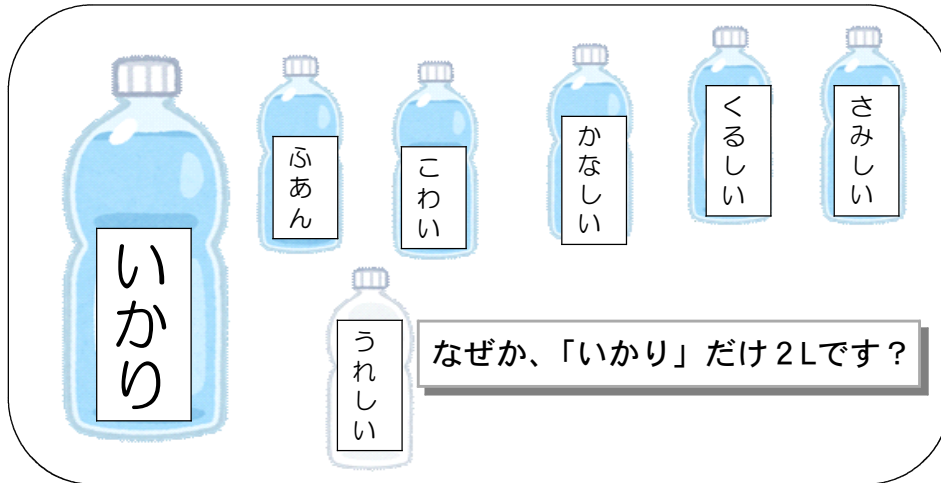 いかり
ふあん
こわい
かなしい
くるしい
さみしい
うれしい
なぜか、「いかり」だけ２Lです？